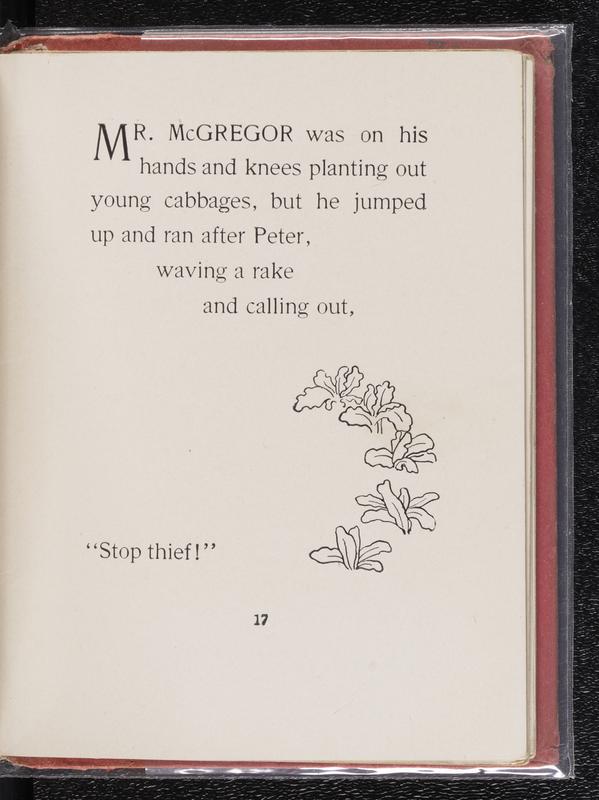 MR. McGREGOR was on his
hands and knees planting out
young cabbages, but he jumped
up and ran after Peter,
waving a rake
and calling out,
“Stop thief!”
17